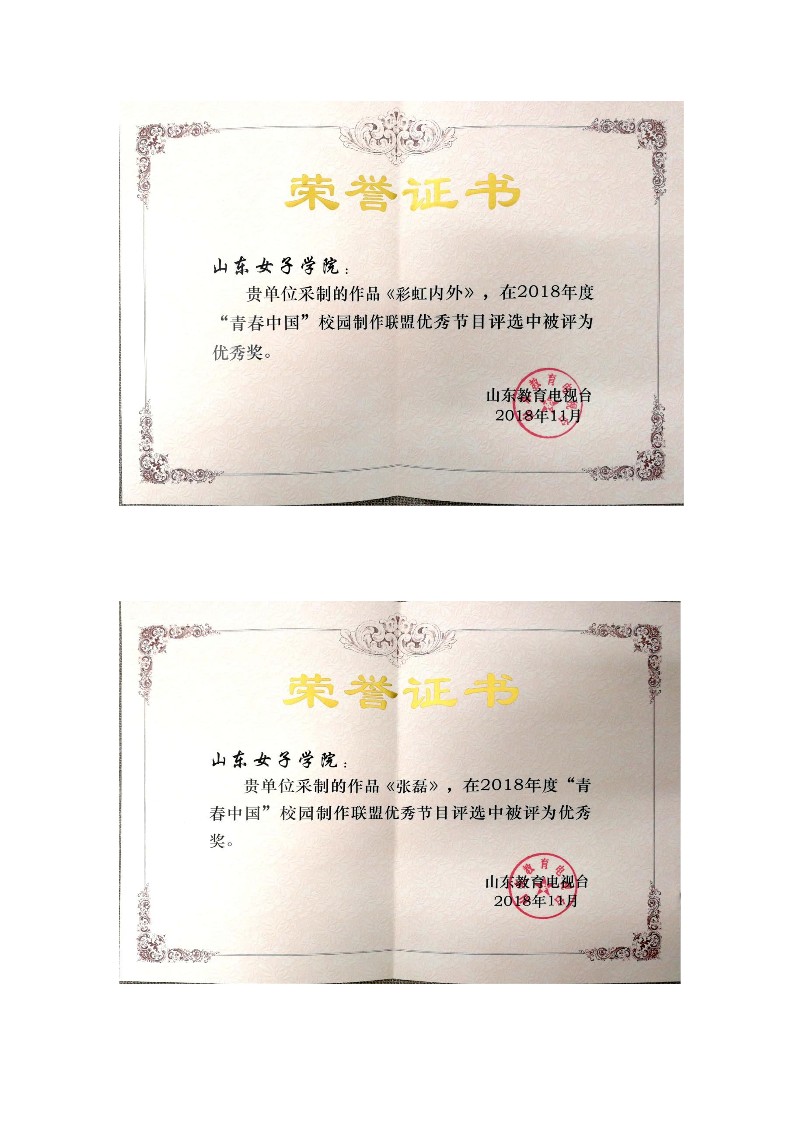 荣誉证书
山东女子学院：
贵单位采制的作品《彩虹内外》，在2018年度
“青春中国”校园制作联盟优秀节目评选中被评为
优秀奖。
山东教育电视台
2018年11月
荣誉证书
山东女子学院：
贵单位采制的作品《张磊》，在2018年度“青
春中国”校园制作联盟优秀节目评选中被评为优秀
奖。
山东教育电视台
2018年11月